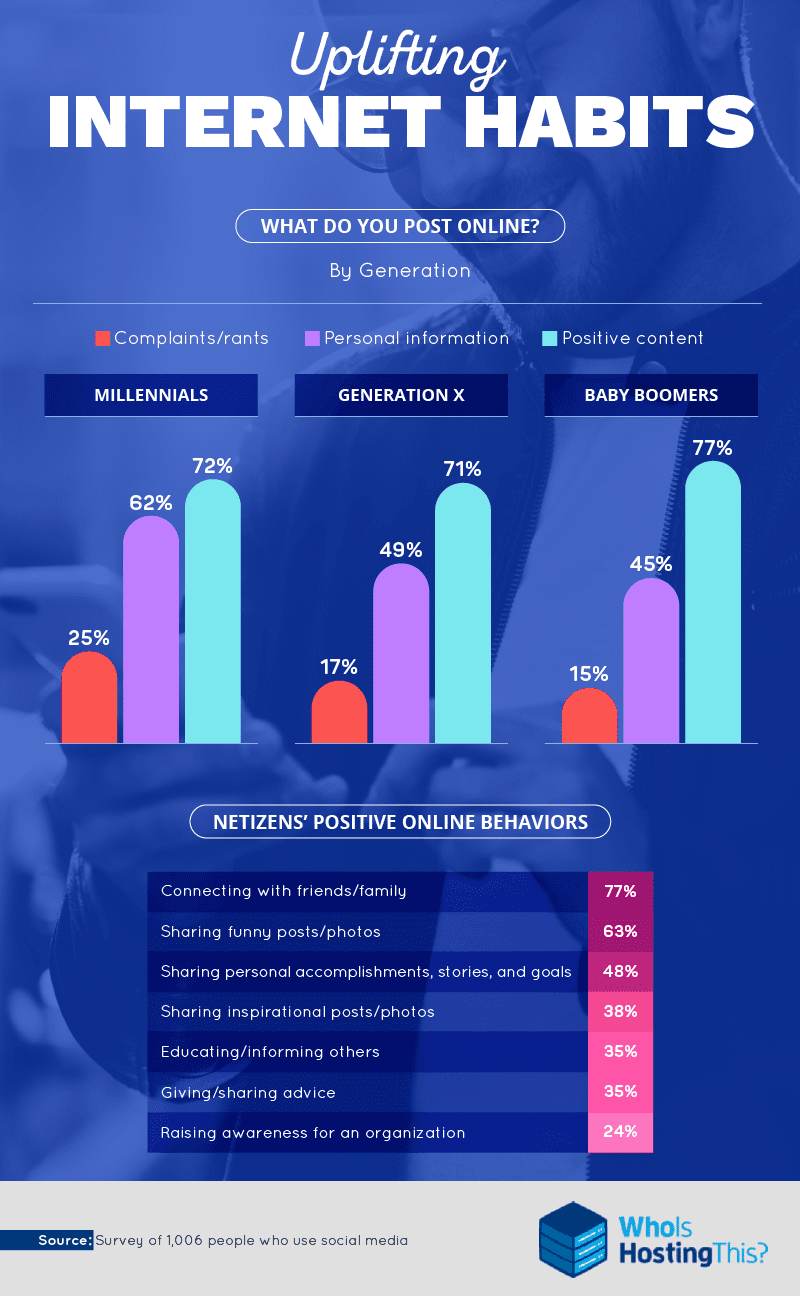 Uplifting
INTERNET HABITS
WHAT DO YOU POST ONLINE?
By Generation
Complaints/rants Personal information Positive content
MILLENNIALS
25%
62%
72%
GENERATION X
17%
49%
71%
BABY BOOMERS
15%
45%
77%
NETIZENS' POSITIVE ONLINE BEHAVIORS
Connecting with friends/family 77%
Sharing funny posts/photos 63%
Sharing personal accomplishments, stories, and goals 48%
Sharing inspirational posts/photos 38%
Educating/informing others 35%
Giving/sharing advice 35%
Raising awareness for an organization 24%
Source: Survey of 1,006 people who use social media
WhoIs
HostingThis?